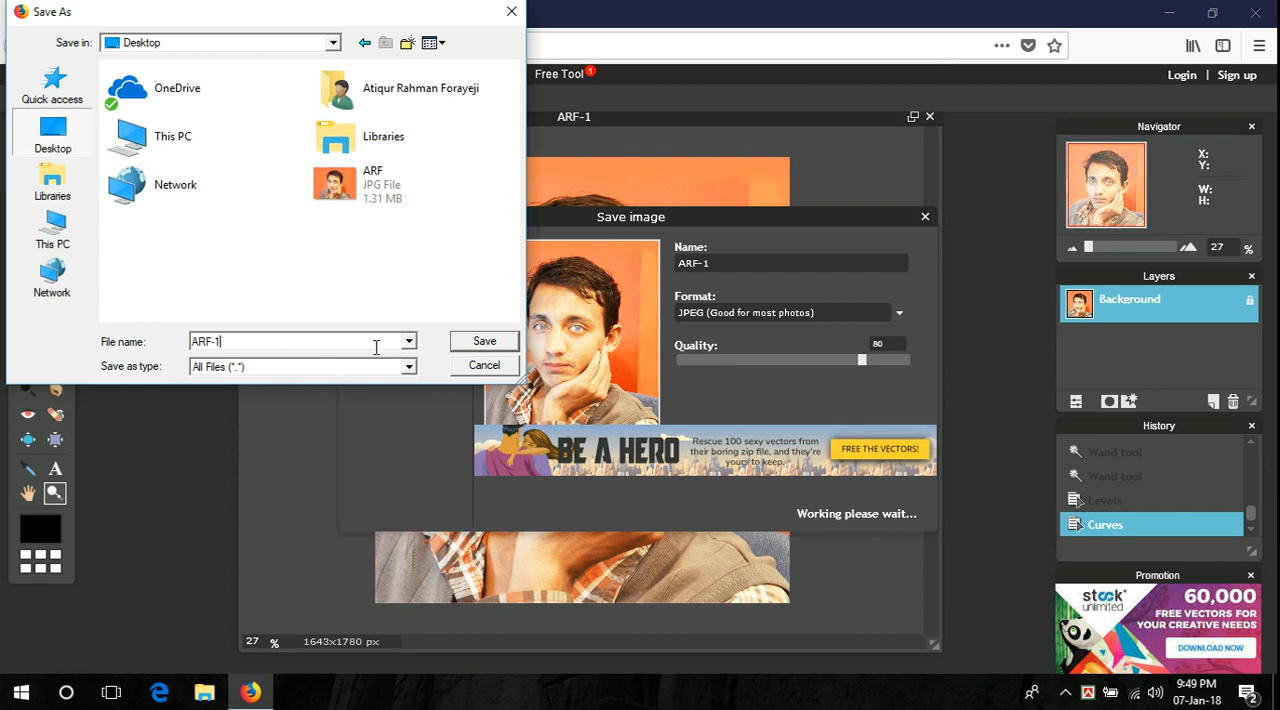 Save As
Save in:
Desktop
Quick access
Desktop
Libraries
This PC
Network
OneDrive
Atiqur Rahman Forayeji
This PC
Libraries
Network
ARF
JPG File
1.31 MB
File name:
ARF-1
Save
Save as type:
All Files (*.*)
Cancel
Free Tool 1
Login | Sign up
ARF-1
Save image
Name:
ARF-1
Format:
JPEG (Good for most photos)
Quality:
80
BE A HERO
Rescue 100 sexy vectors from
their boring zip file, and they're
yours to keep.
FREE THE VECTORS!
Working please wait...
27 % 1643x1780 px
A
Navigator
X:
Y:
W:
H:
27 %
Layers
Background
History
Wand tool
Wand tool
Levels
Curves
Promotion
stock
unlimited
60,000
FREE VECTORS FOR
YOUR CREATIVE NEEDS
DOWNLOAD NOW
9:49 PM
07-Jan-18
2